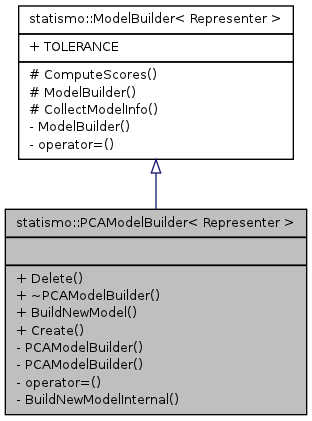 statismo::ModelBuilder< Representer >
+ TOLERANCE
# ComputeScores()
# ModelBuilder()
# CollectModelInfo()
- ModelBuilder()
- operator=()
statismo::PCAModelBuilder< Representer >
+ Delete()
+ ~PCAModelBuilder()
+ BuildNewModel()
+ Create()
- PCAModelBuilder()
- PCAModelBuilder()
- operator=()
- BuildNewModelInternal()